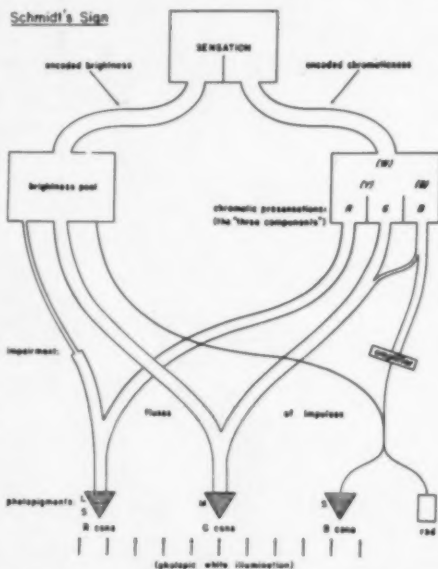 Schmidt's Sign
SENSATION
encoded brightness
encoded chromaticness
brightness pool
chromatic presensations:
(the "three components")
(W)
(Y)
R G B
impairment:
fluxes of impulses
photopigments:
L
S
M
S
R cone
G cone
B cone
rod
(photopic white illumination)